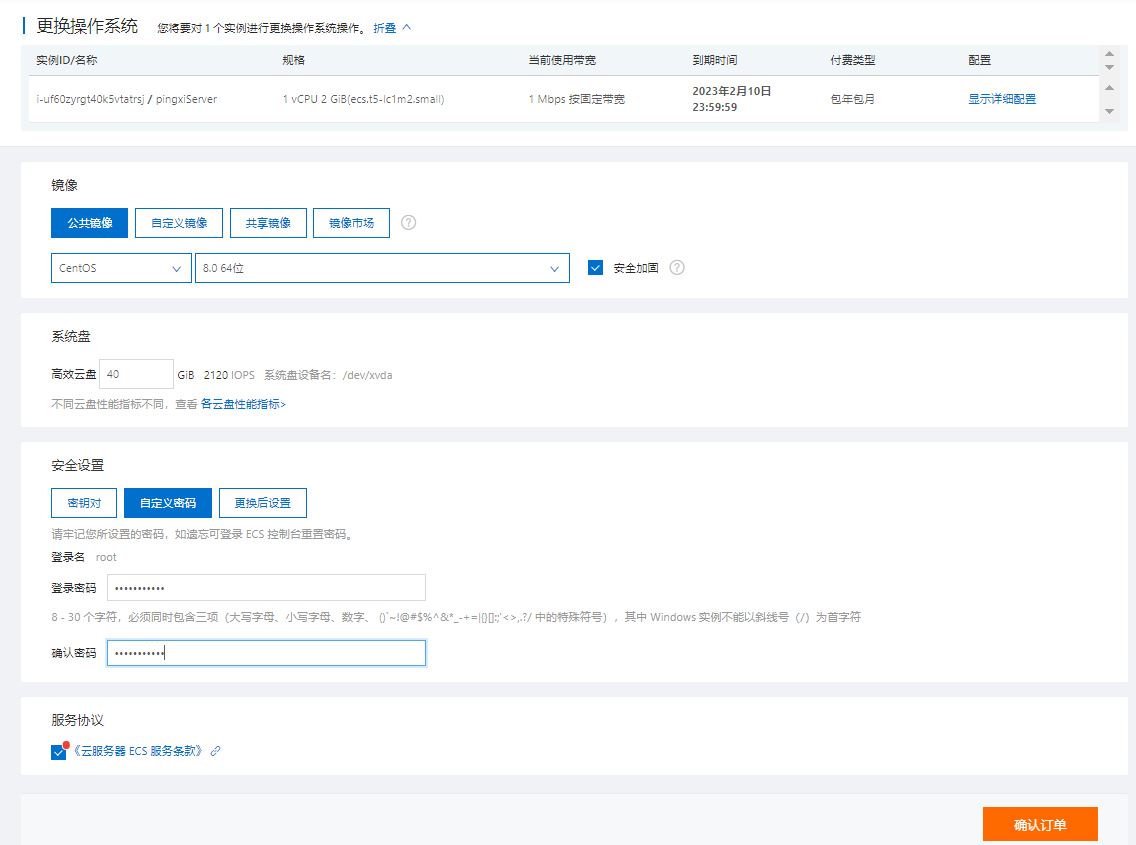 更换操作系统 您将要对 1 个实例进行更换操作系统操作。 折叠
实例ID/名称 规格 当前使用带宽 到期时间 付费类型 配置
i-uf60zyrgt40k5vtatrsj / pingxiServer 1 vCPU 2 GiB(ecs.t5-lc1m2.small) 1 Mbps 按固定带宽 2023年2月10日 23:59:59 包年包月 显示详细配置
镜像
公共镜像 自定义镜像 共享镜像 镜像市场 ?
CentOS 8.0 64位 安全加固 ?
系统盘
高效云盘 40 GiB 2120 IOPS 系统盘设备名：/dev/xvda
不同云盘性能指标不同，查看 各云盘性能指标>
安全设置
密钥对 自定义密码 更换后设置
请牢记您所设置的密码，如遗忘可登录 ECS 控制台重置密码。
登录名 root
登录密码 •••••••••••
8 - 30 个字符，必须同时包含三项（大写字母、小写字母、数字、 ()`~!@#$%^&*_-+=|{}[]:;'<>,.?/ 中的特殊符号），其中 Windows 实例不能以斜线号（/）为首字符
确认密码 •••••••••••
服务协议
《云服务器 ECS 服务条款》
确认订单